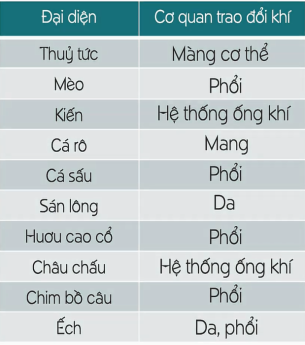 Đại diện Cơ quan trao đổi khí
Thuỷ tức Màng cơ thể
Mèo Phổi
Kiến Hệ thống ống khí
Cá rô Mang
Cá sấu Phổi
Sán lông Da
Hươu cao cổ Phổi
Châu chấu Hệ thống ống khí
Chim bồ câu Phổi
Ếch Da, phổi